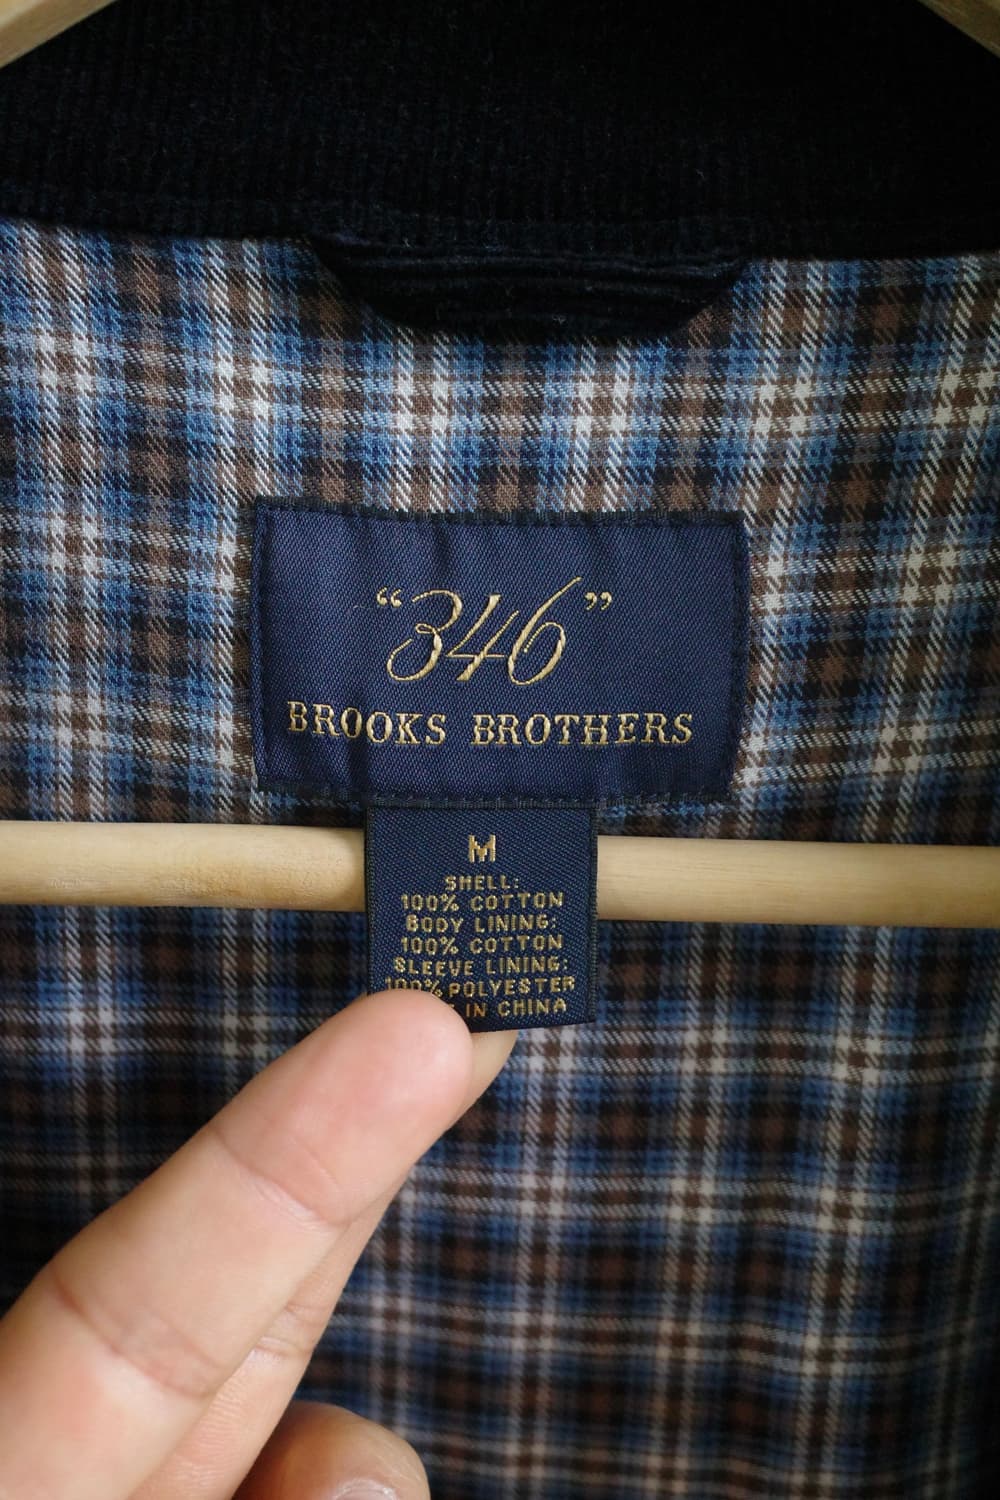 “346”
BROOKS BROTHERS
M
SHELL:
100% COTTON
BODY LINING:
100% COTTON
SLEEVE LINING:
100% POLYESTER
IN CHINA